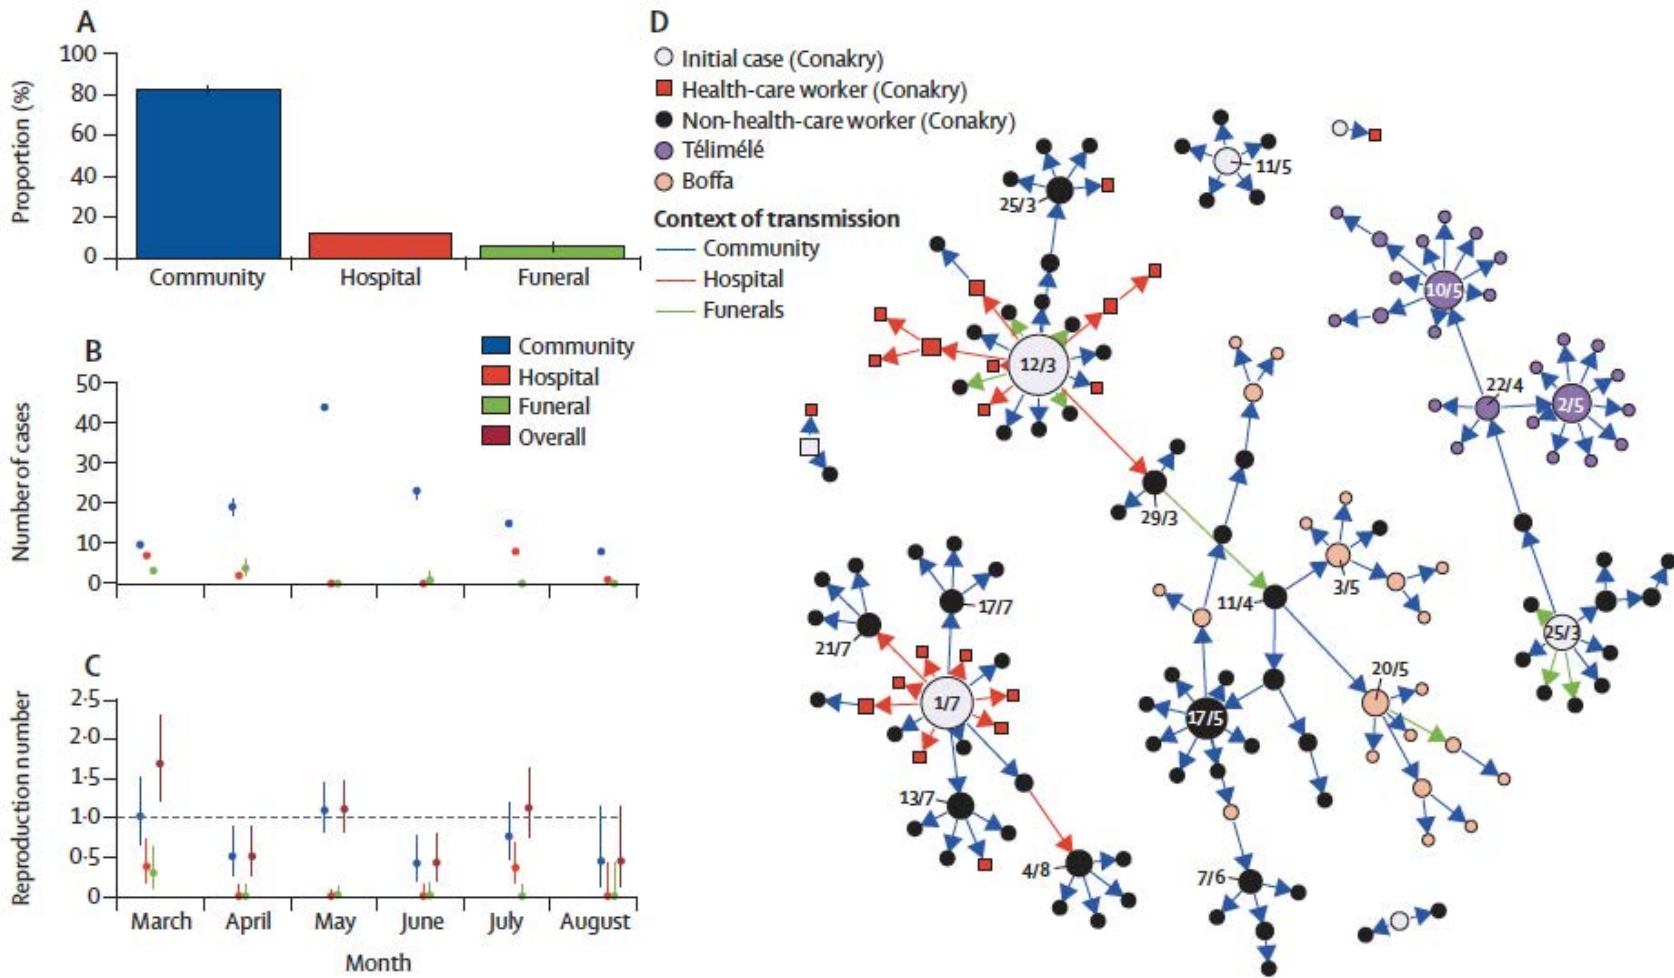 A
Proportion (%)
100
80
60
40
20
0
Community
Hospital
Funeral
B
Community
Hospital
Funeral
Overall
Number of cases
50
40
30
20
10
0
C
Reproduction number
2·5
2·0
1·5
1·0
0·5
0
March
April
May
June
July
August
Month
D
Initial case (Conakry)
Health-care worker (Conakry)
Non-health-care worker (Conakry)
Télimélé
Boffa
Context of transmission
Community
Hospital
Funerals
11/5
25/3
10/5
12/3
22/4
2/5
29/3
3/5
11/4
17/7
21/7
25/3
20/5
1/7
17/5
13/7
4/8
7/6